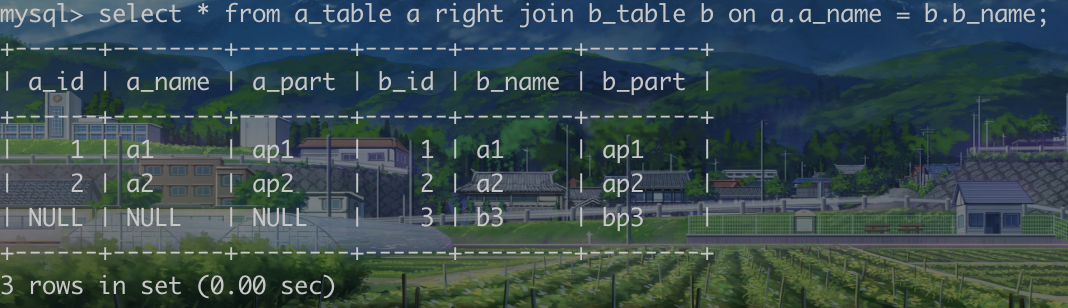 mysql> select * from a_table a right join b_table b on a.a_name = b.b_name;
+------+--------+--------+------+--------+--------+
| a_id | a_name | a_part | b_id | b_name | b_part |
+------+--------+--------+------+--------+--------+
|    1 | a1     | ap1    |    1 | a1     | ap1    |
|    2 | a2     | ap2    |    2 | a2     | ap2    |
| NULL | NULL   | NULL   |    3 | b3     | bp3    |
+------+--------+--------+------+--------+--------+
3 rows in set (0.00 sec)